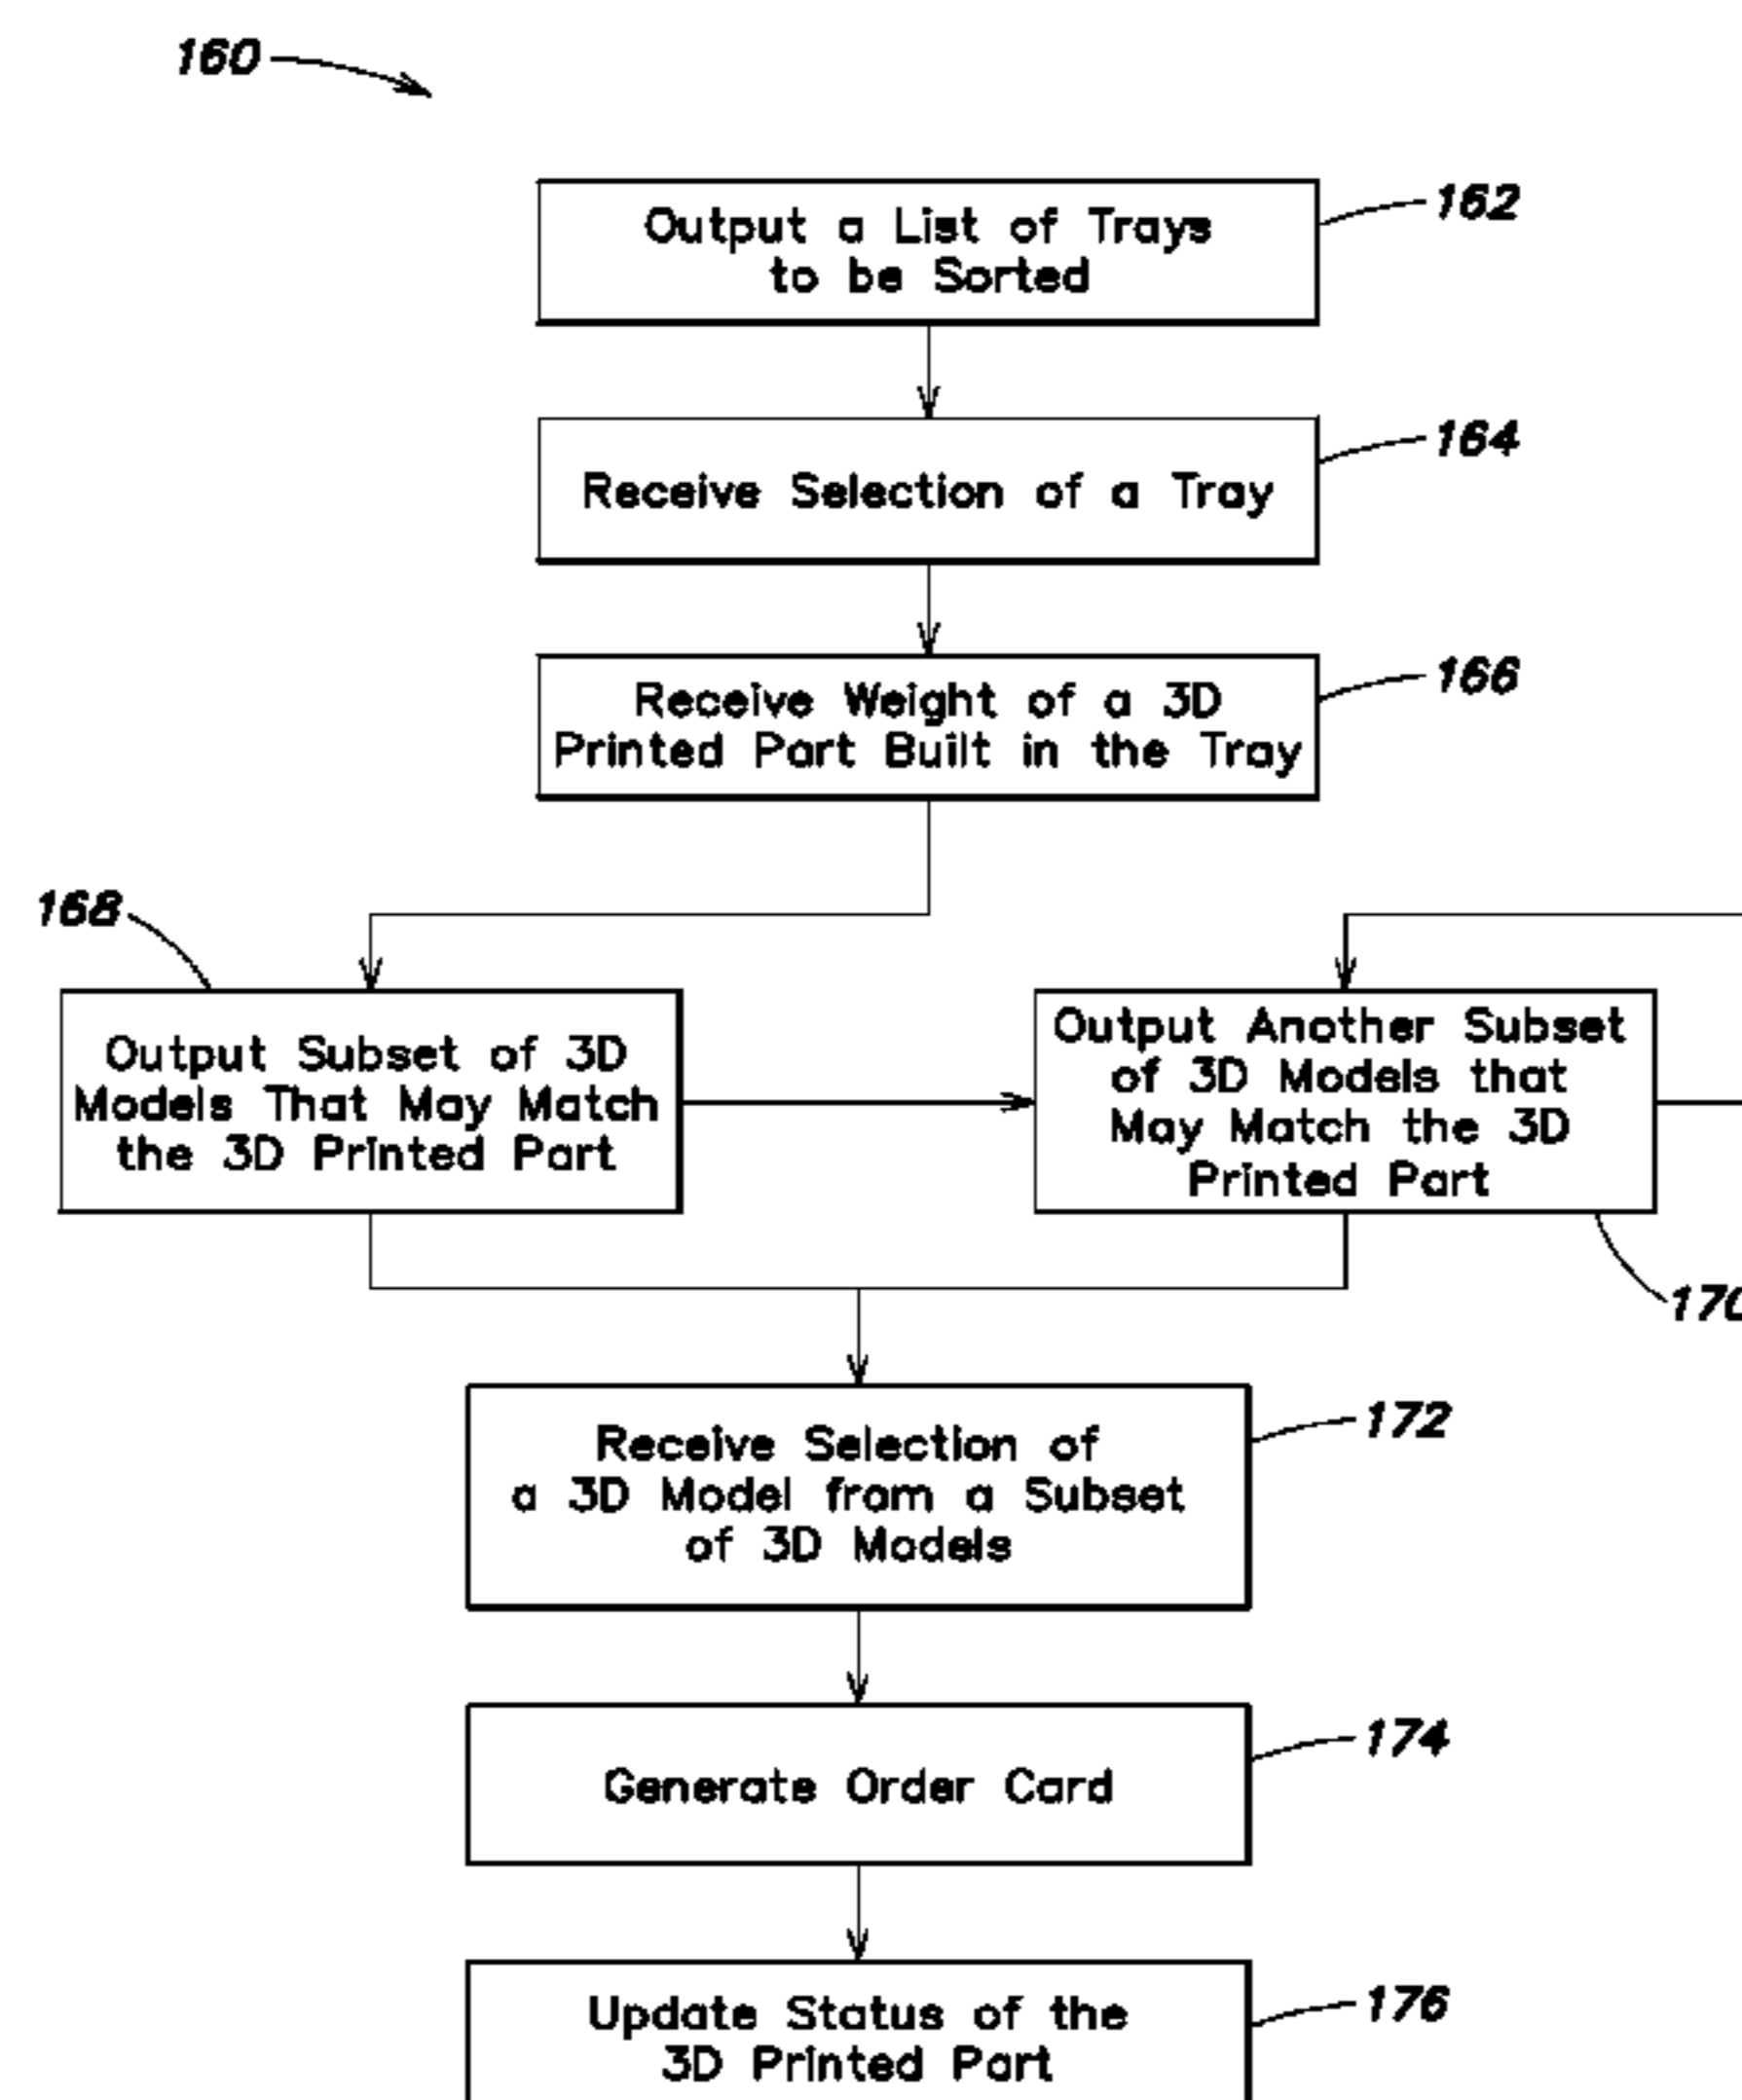 160
Output a List of Trays
to be Sorted
162
Receive Selection of a Tray
164
Receive Weight of a 3D
Printed Part Built in the Tray
166
168
Output Subset of 3D
Models That May Match
the 3D Printed Part
Output Another Subset
of 3D Models that
May Match the 3D
Printed Part
170
Receive Selection of
a 3D Model from a Subset
of 3D Models
172
Generate Order Card
174
Update Status of the
3D Printed Part
176